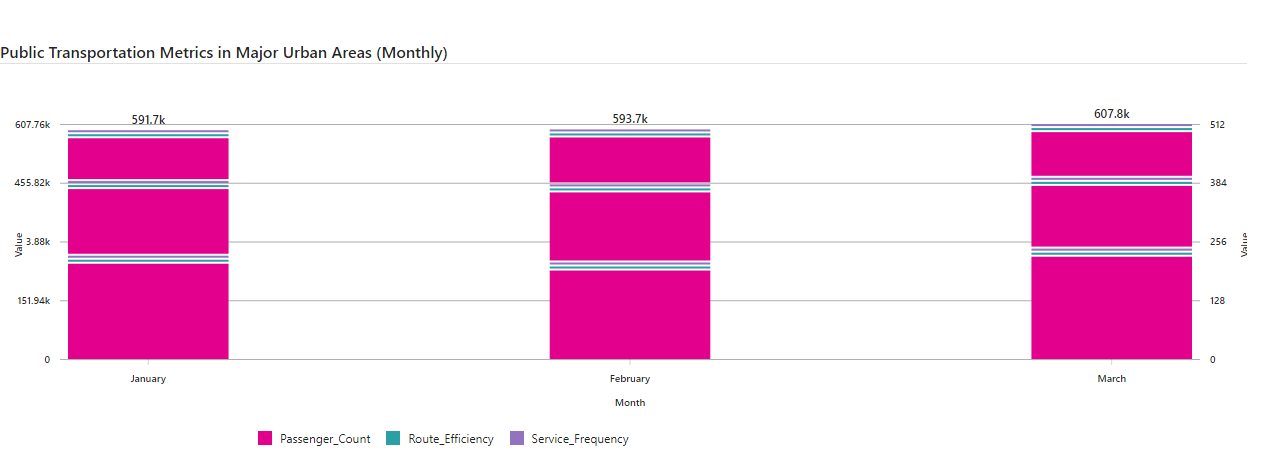 Public Transportation Metrics in Major Urban Areas (Monthly)
591.7k
593.7k
607.8k
607.76k
512
455.82k
384
Value
3.88k
256
Value
151.94k
128
0
0
January
February
March
Month
Passenger_Count
Route_Efficiency
Service_Frequency